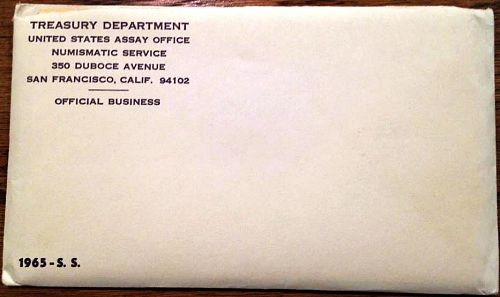 TREASURY DEPARTMENT
UNITED STATES ASSAY OFFICE
NUMISMATIC SERVICE
350 DUBOCE AVENUE
SAN FRANCISCO, CALIF. 94102
OFFICIAL BUSINESS
1965 - S. S.